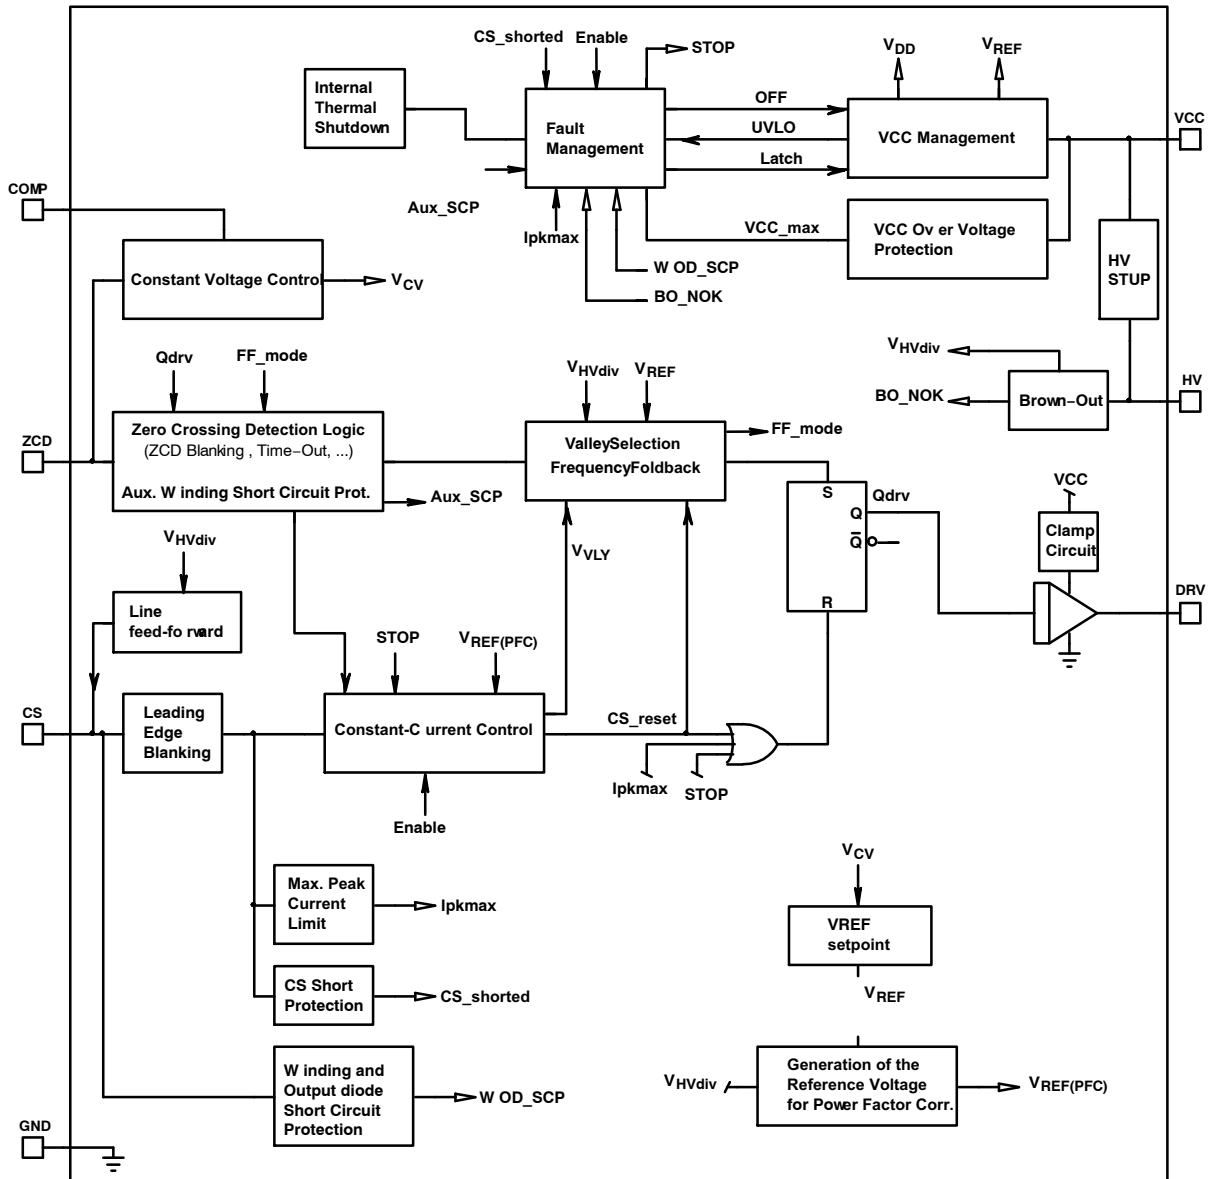 CS_shorted
Enable
STOP
VDD
VREF
Internal
Thermal
Shutdown
Fault
Management
OFF
UVLO
Latch
VCC Management
VCC
COMP
Aux_SCP
Ipkmax
VCC_max
VCC Ov er Voltage
Protection
W OD_SCP
BO_NOK
HV
STUP
Constant Voltage Control
VCV
Qdrv
FF_mode
VHVdiv
VREF
VHVdiv
BO_NOK
Brown-Out
HV
ZCD
Zero Crossing Detection Logic
(ZCD Blanking , Time-Out, ...)
Aux. W inding Short Circuit Prot.
Aux_SCP
ValleySelection
FrequencyFoldback
FF_mode
S
Q
Q
R
Qdrv
VCC
Clamp
Circuit
DRV
VHVdiv
VVLY
Line
feed-fo rward
STOP
VREF(PFC)
CS
Leading
Edge
Blanking
Constant-C urrent Control
CS_reset
Ipkmax
STOP
Enable
VCV
Max. Peak
Current
Limit
Ipkmax
VREF
setpoint
CS Short
Protection
CS_shorted
VREF
W inding and
Output diode
Short Circuit
Protection
W OD_SCP
VHVdiv
Generation of the
Reference Voltage
for Power Factor Corr.
VREF(PFC)
GND